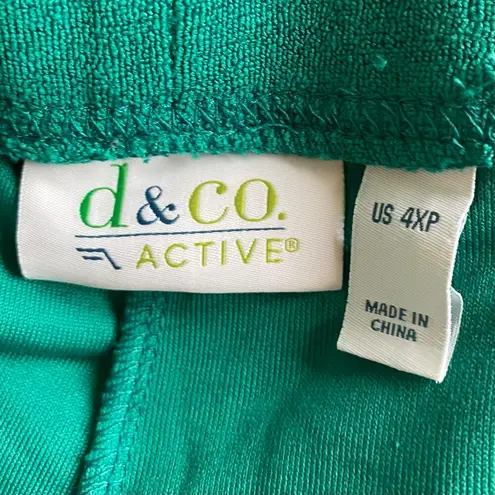 d & co.
ACTIVE®
US 4XP
MADE IN
CHINA